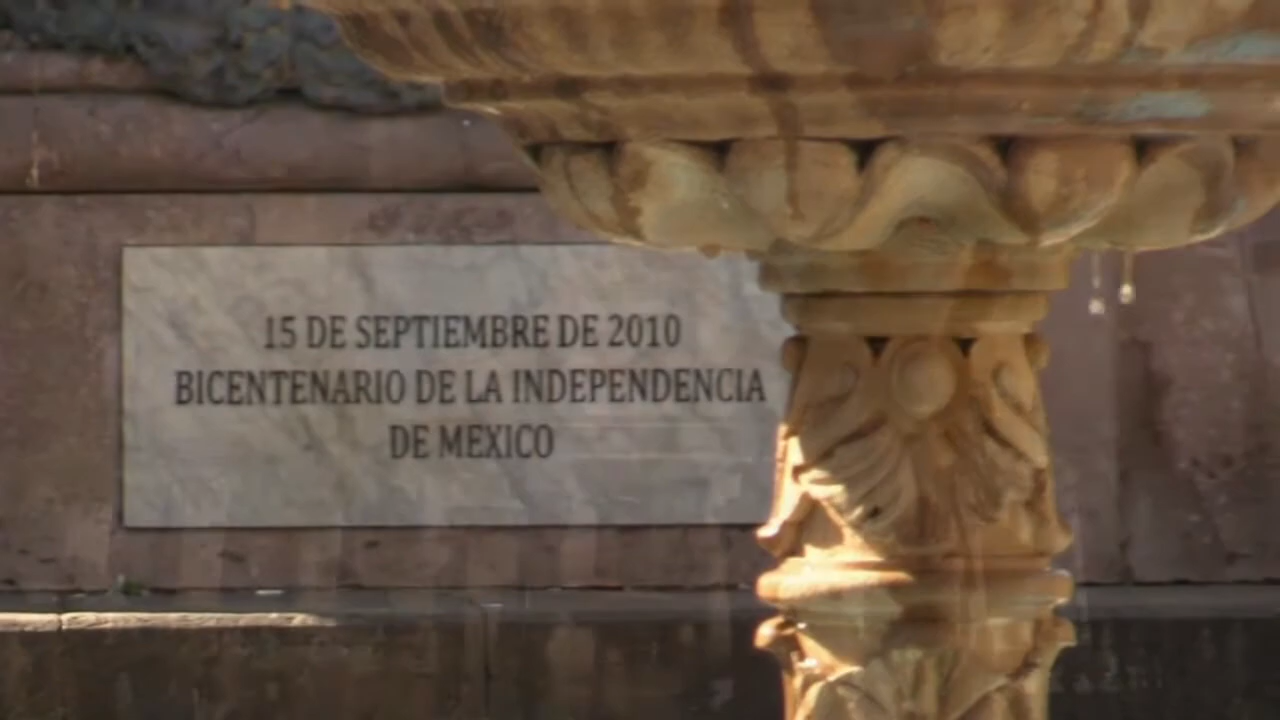 15 DE SEPTIEMBRE DE 2010
BICENTENARIO DE LA INDEPENDENCIA
DE MEXICO